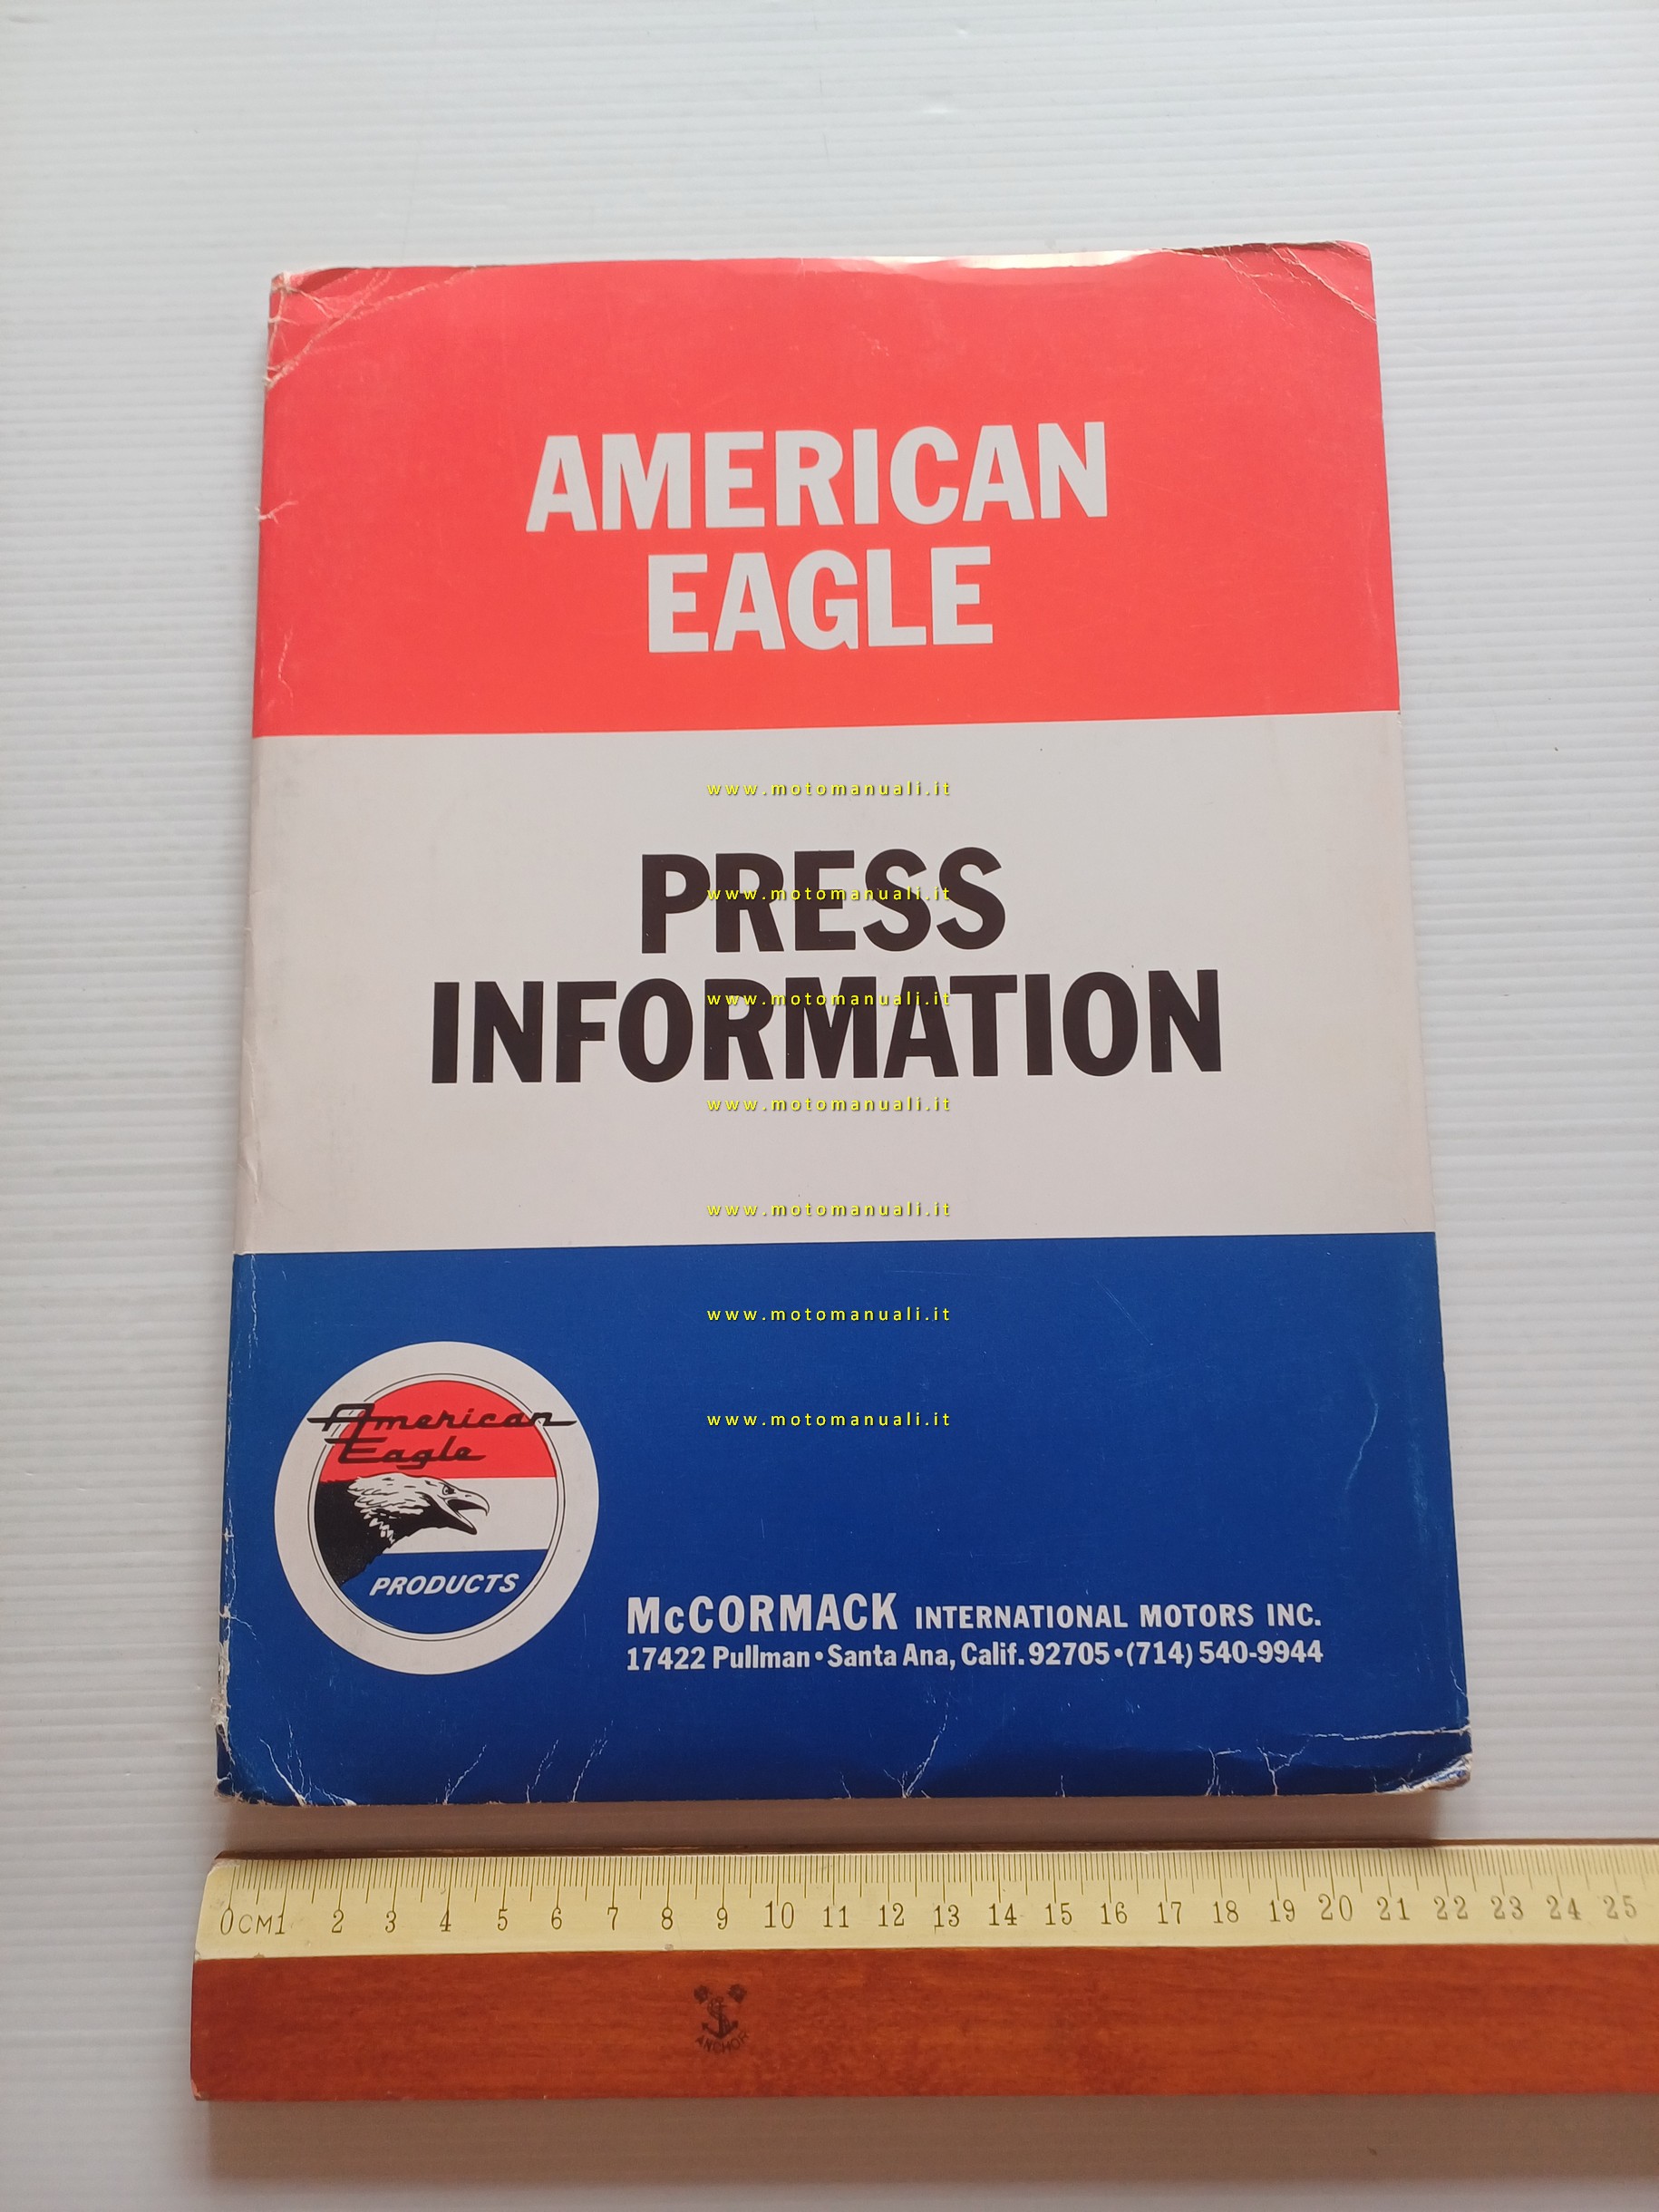 AMERICAN
EAGLE
www.motomanuali.it
PRESS
www.motomanuali.it
INFORMATION
www.motomanuali.it
www.motomanuali.it
www.motomanuali.it
www.motomanuali.it
www.motomanuali.it
American
Eagle
PRODUCTS
McCORMACK INTERNATIONAL MOTORS INC.
17422 Pullman • Santa Ana, Calif. 92705 • (714) 540-9944
0CM1 2 3 4 5 6 7 8 9 10 11 12 13 14 15 16 17 18 19 20 21 22 23 24 25
ANCHOR